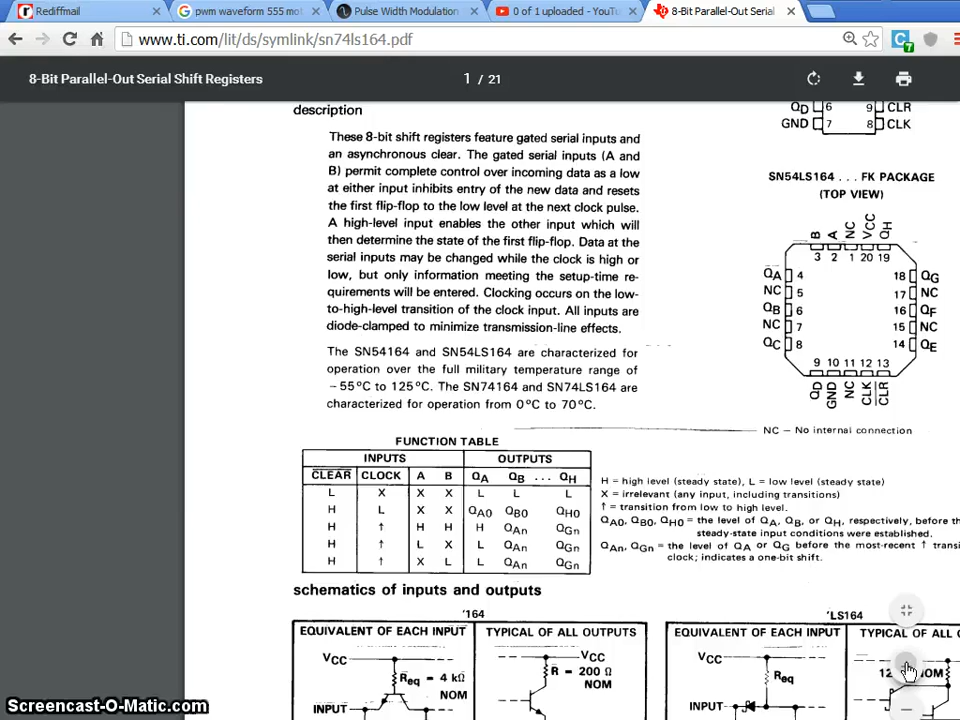 Rediffmail
pwm waveform 555 mot
Pulse Width Modulation
0 of 1 uploaded - YouTu
8-Bit Parallel-Out Serial
www.ti.com/lit/ds/symlink/sn74ls164.pdf
7
8-Bit Parallel-Out Serial Shift Registers
1 / 21
description
These 8-bit shift registers feature gated serial inputs and
an asynchronous clear. The gated serial inputs (A and
B) permit complete control over incoming data as a low
at either input inhibits entry of the new data and resets
the first flip-flop to the low level at the next clock pulse.
A high-level input enables the other input which will
then determine the state of the first flip-flop. Data at the
serial inputs may be changed while the clock is high or
low, but only information meeting the setup-time re-
quirements will be entered. Clocking occurs on the low-
to-high-level transition of the clock input. All inputs are
diode-clamped to minimize transmission-line effects.
The SN54164 and SN54LS164 are characterized for
operation over the full military temperature range of
−55°C to 125°C. The SN74164 and SN74LS164 are
characterized for operation from 0°C to 70°C.
QD 6 9 CLR
GND 7 8 CLK
SN54LS164 . . . FK PACKAGE
(TOP VIEW)
B A NC VCC QH
3 2 1 20 19
QA 4 18 QG
NC 5 17 NC
QB 6 16 QF
NC 7 15 NC
QC 8 14 QE
9 10 11 12 13
QD GND NC CLK CLR
NC – No internal connection
FUNCTION TABLE
INPUTS OUTPUTS
CLEAR CLOCK A B QA QB . . . QH
L X X X L L L
H L X X QA0 QB0 QH0
H ↑ H H H QAn QGn
H ↑ L X L QAn QGn
H ↑ X L L QAn QGn
H = high level (steady state), L = low level (steady state)
X = irrelevant (any input, including transitions)
↑ = transition from low to high level.
QA0, QB0, QH0 = the level of QA, QB, or QH, respectively, before th
steady-state input conditions were established.
QAn, QGn = the level of QA or QG before the most-recent ↑ transi
clock; indicates a one-bit shift.
schematics of inputs and outputs
'164
EQUIVALENT OF EACH INPUT
TYPICAL OF ALL OUTPUTS
VCC
Req = 4 kΩ
NOM
INPUT
VCC
R = 200 Ω
NOM
'LS164
EQUIVALENT OF EACH INPUT
TYPICAL OF ALL O
VCC
Req
INPUT
12 NOM
Screencast-O-Matic.com